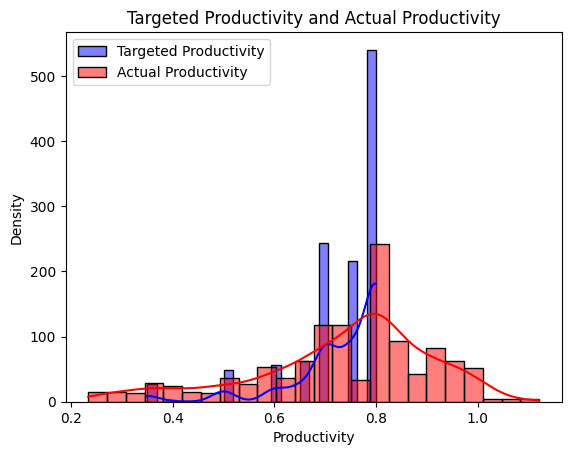 Targeted Productivity and Actual Productivity
Targeted Productivity
Actual Productivity
500
400
300
200
100
0
Density
0.2
0.4
0.6
0.8
1.0
Productivity